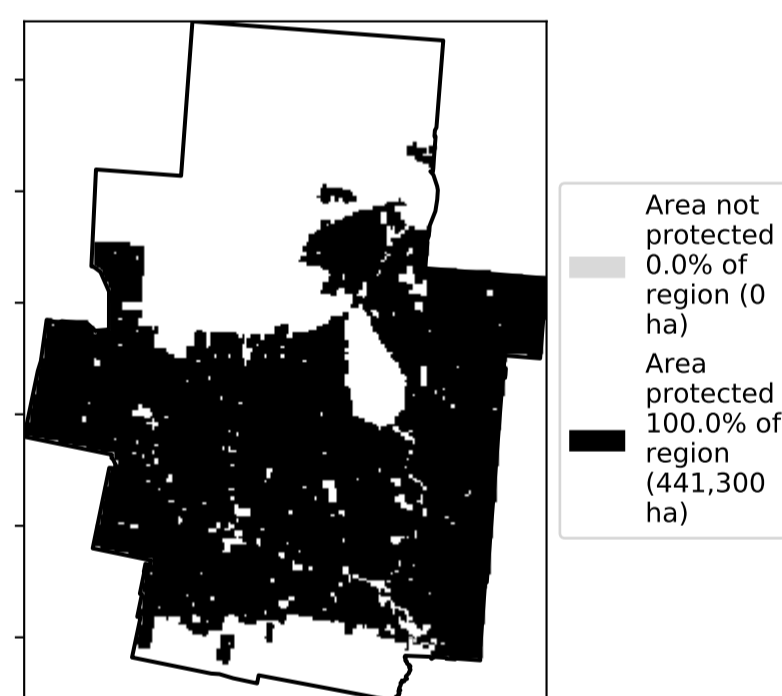 Area not
protected
0.0% of
region (0
ha)
Area
protected
100.0% of
region
(441,300
ha)